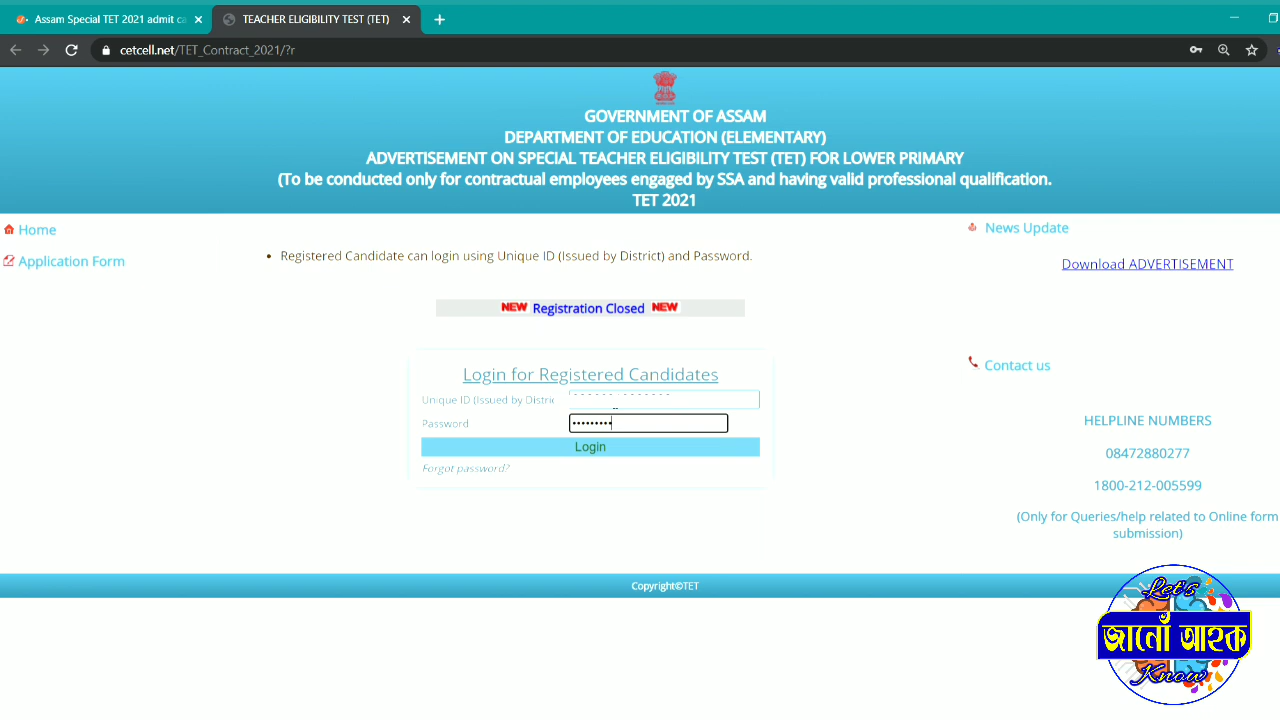 Assam Special TET 2021 admit ca
TEACHER ELIGIBILITY TEST (TET)
cetcell.net/TET_Contract_2021/?r
GOVERNMENT OF ASSAM
DEPARTMENT OF EDUCATION (ELEMENTARY)
ADVERTISEMENT ON SPECIAL TEACHER ELIGIBILITY TEST (TET) FOR LOWER PRIMARY
(To be conducted only for contractual employees engaged by SSA and having valid professional qualification.
TET 2021
Home
Application Form
• Registered Candidate can login using Unique ID (Issued by District) and Password.
NEW Registration Closed NEW
Login for Registered Candidates
Unique ID (Issued by Distric
Password •••••••••
Login
Forgot password?
News Update
Download ADVERTISEMENT
Contact us
HELPLINE NUMBERS
08472880277
1800-212-005599
(Only for Queries/help related to Online form
submission)
Copyright©TET
Let's
জানোঁ আহক
Know